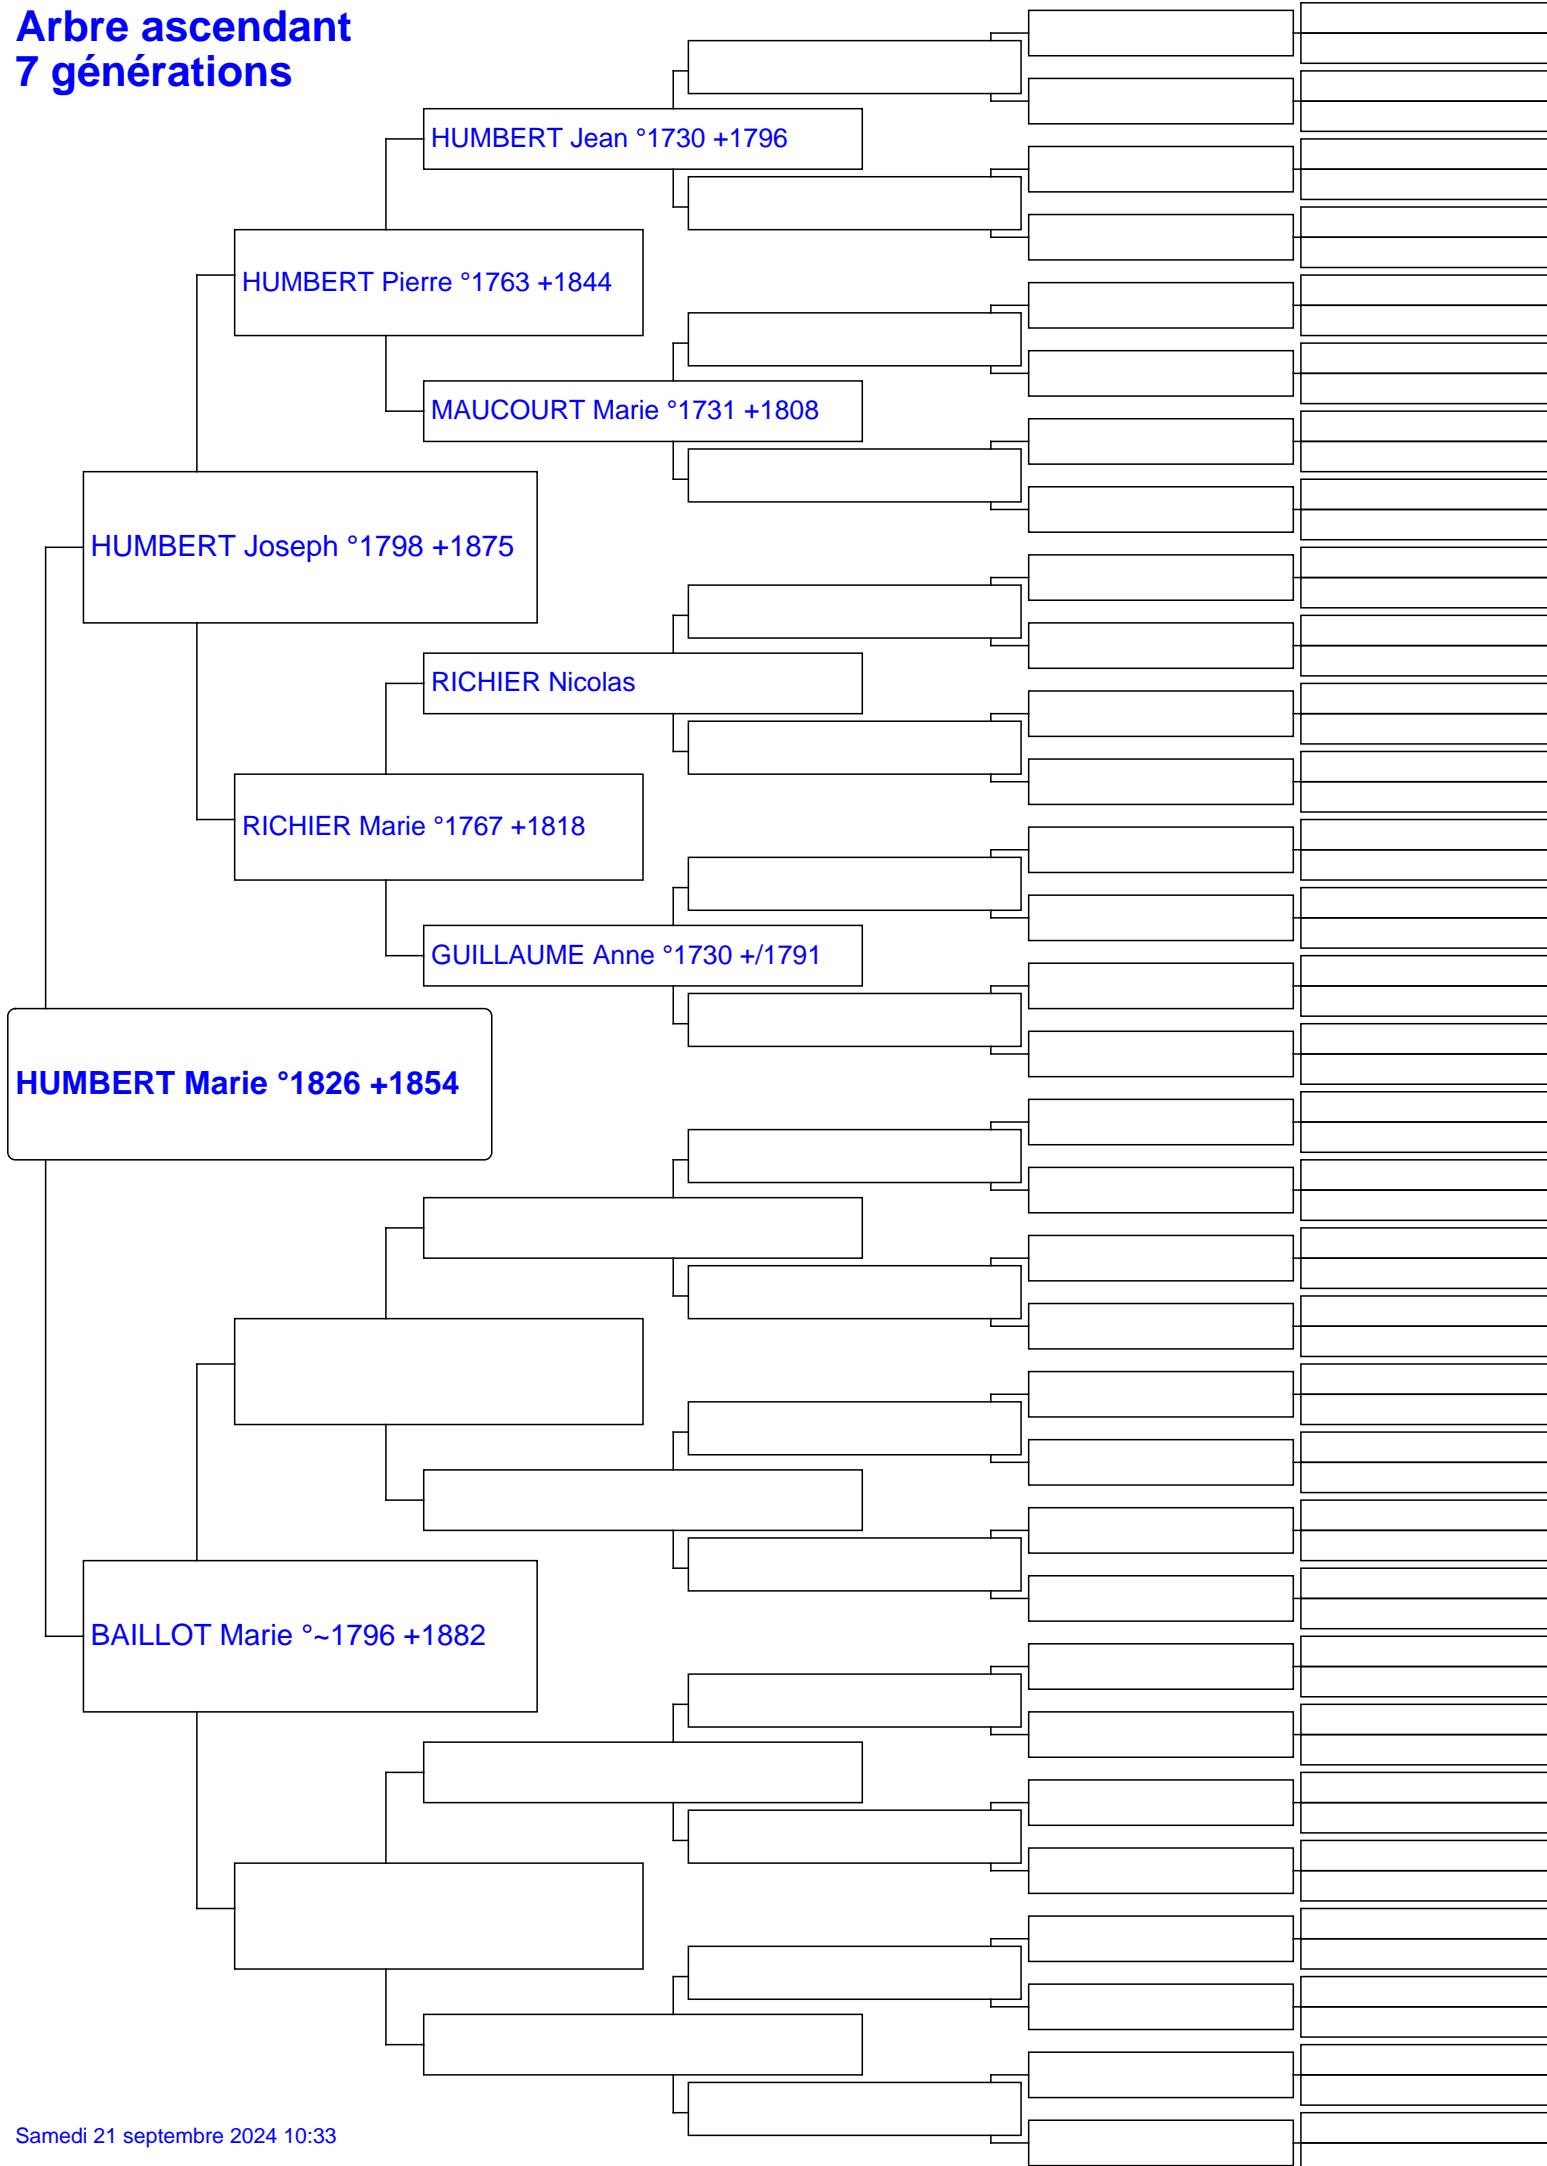 Arbre ascendant
7 générations
HUMBERT Jean °1730 +1796
HUMBERT Pierre °1763 +1844
MAUCOURT Marie °1731 +1808
HUMBERT Joseph °1798 +1875
RICHIER Nicolas
RICHIER Marie °1767 +1818
GUILLAUME Anne °1730 +/1791
HUMBERT Marie °1826 +1854
BAILLOT Marie °~1796 +1882
Samedi 21 septembre 2024 10:33